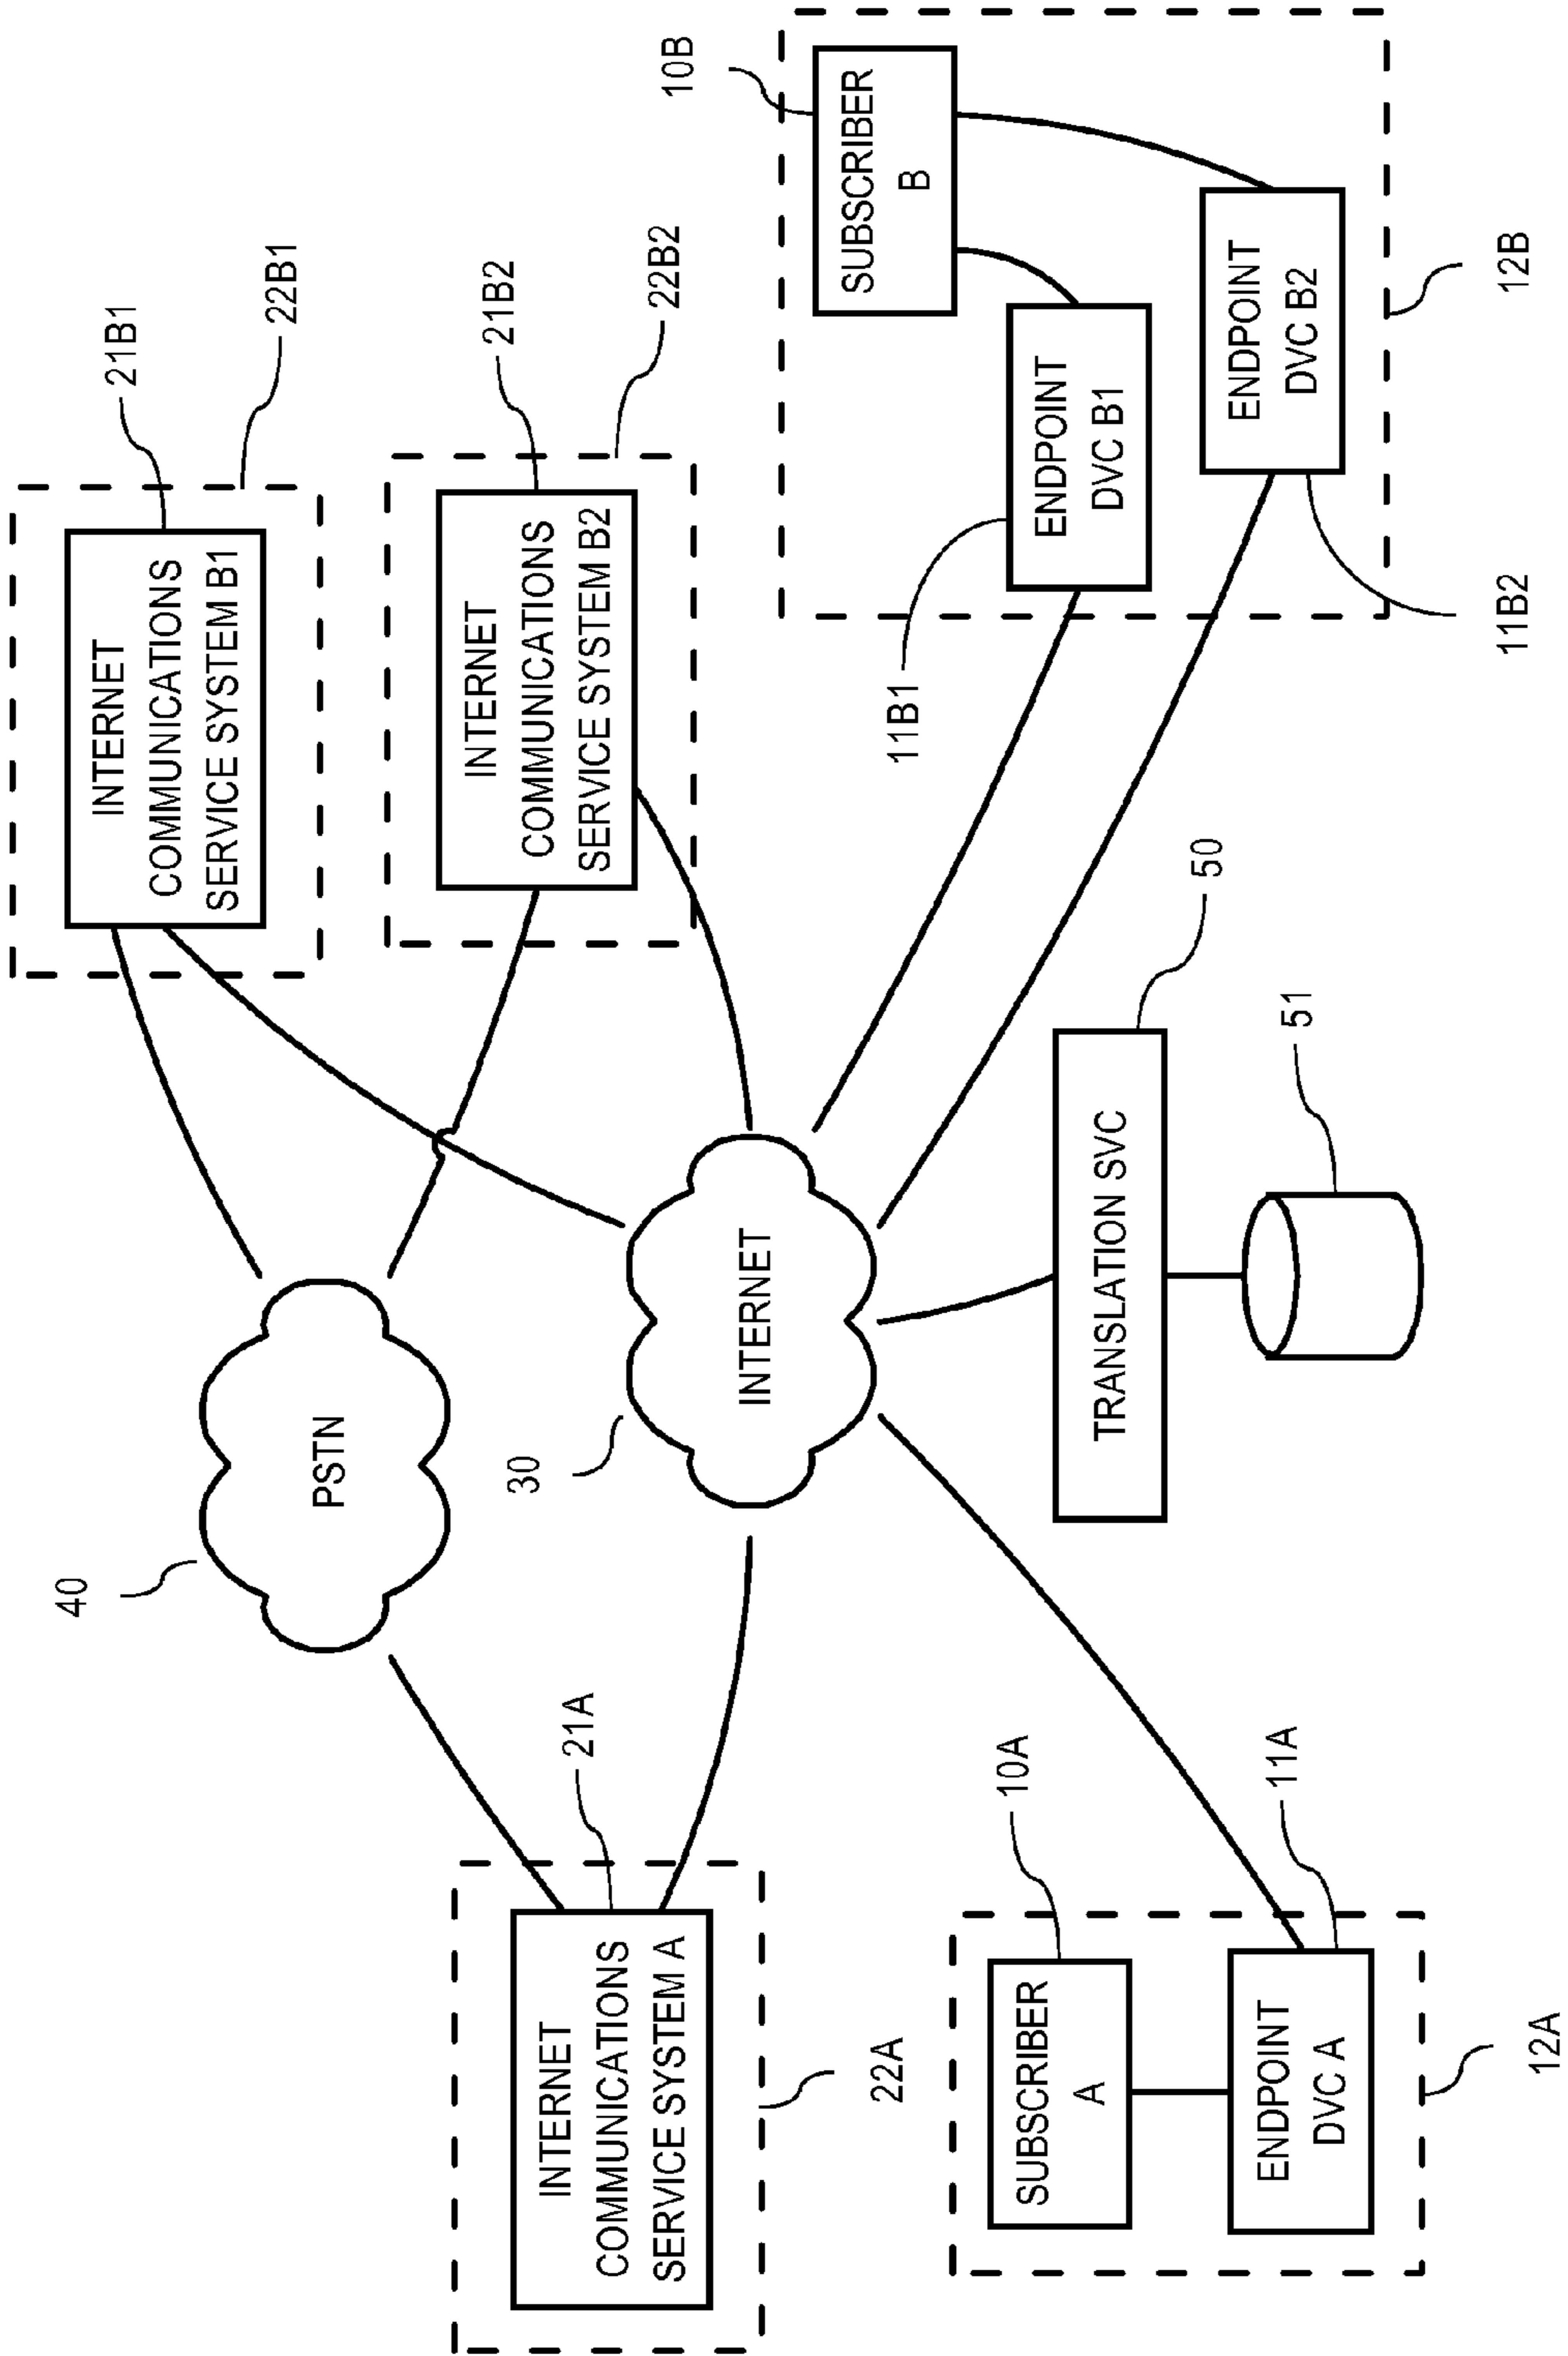 40
PSTN
21B1
INTERNET
COMMUNICATIONS
SERVICE SYSTEM B1
22B1
21A
INTERNET
COMMUNICATIONS
SERVICE SYSTEM A
22A
30
INTERNET
21B2
INTERNET
COMMUNICATIONS
SERVICE SYSTEM B2
22B2
10A
SUBSCRIBER
A
11A
ENDPOINT
DVC A
12A
TRANSLATION SVC
50
51
10B
SUBSCRIBER
B
11B1
ENDPOINT
DVC B1
ENDPOINT
DVC B2
11B2
12B